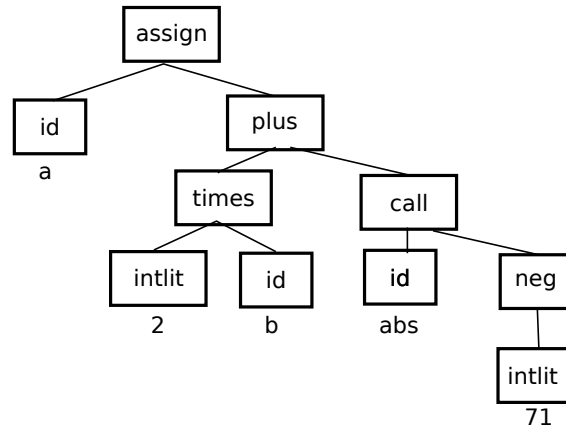 assign
id
plus
a
times
call
intlit
id
id
neg
2
b
abs
intlit
71